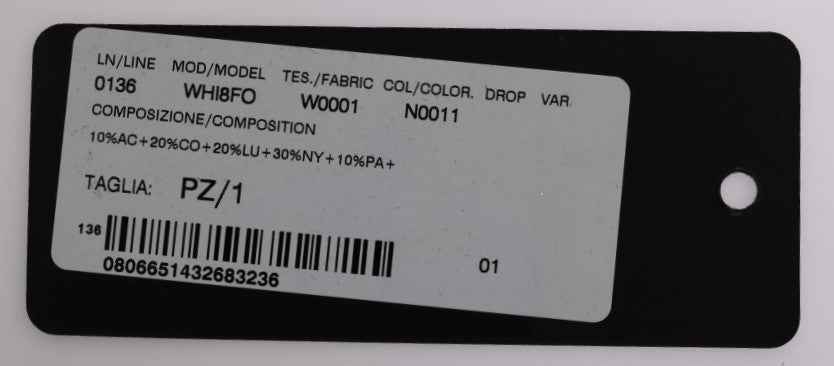 LN/LINE MOD/MODEL TES./FABRIC COL/COLOR. DROP VAR.
0136 WHI8FO W0001 N0011
COMPOSIZIONE/COMPOSITION
10%AC+20%CO+20%LU+30%NY+10%PA+
TAGLIA: PZ/1
136
0806651432683236
01